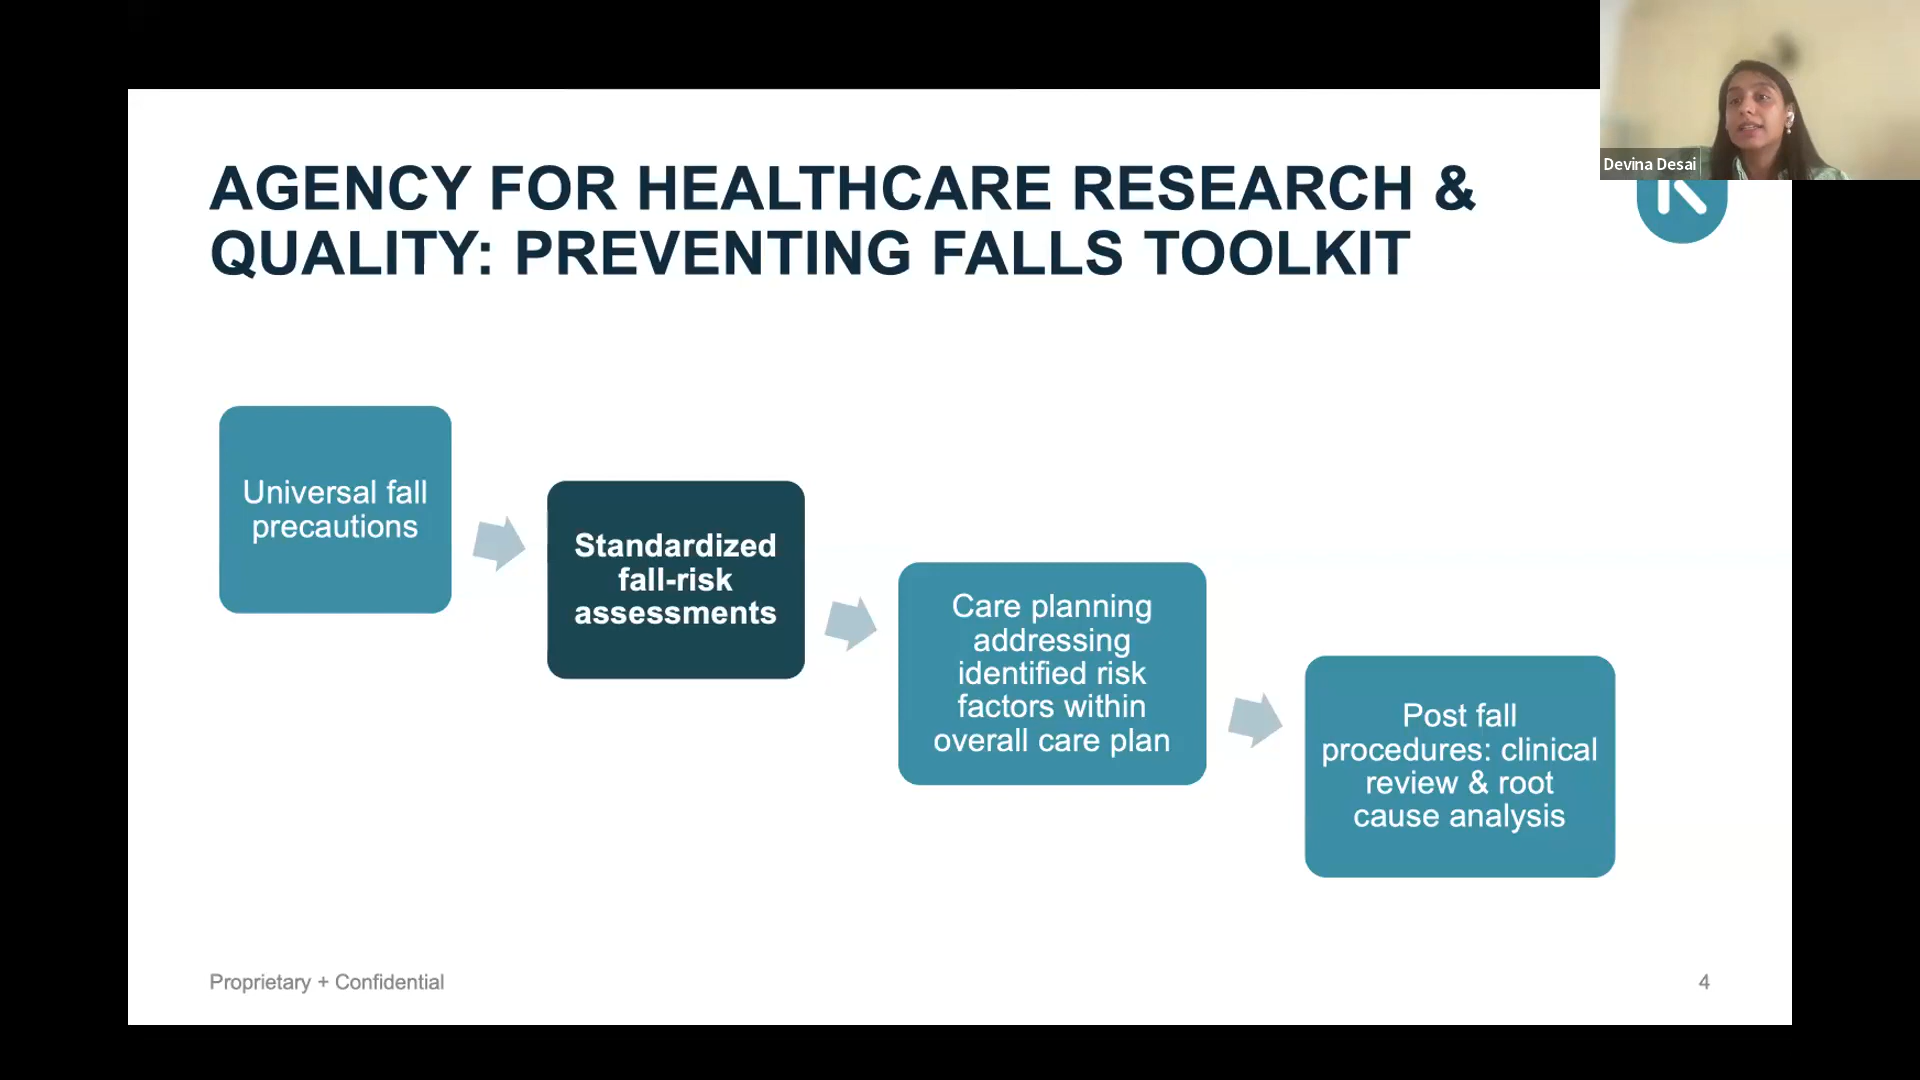 Devina Desai
AGENCY FOR HEALTHCARE RESEARCH &
QUALITY: PREVENTING FALLS TOOLKIT
Universal fall
precautions
Standardized
fall-risk
assessments
Care planning
addressing
identified risk
factors within
overall care plan
Post fall
procedures: clinical
review & root
cause analysis
Proprietary + Confidential
4